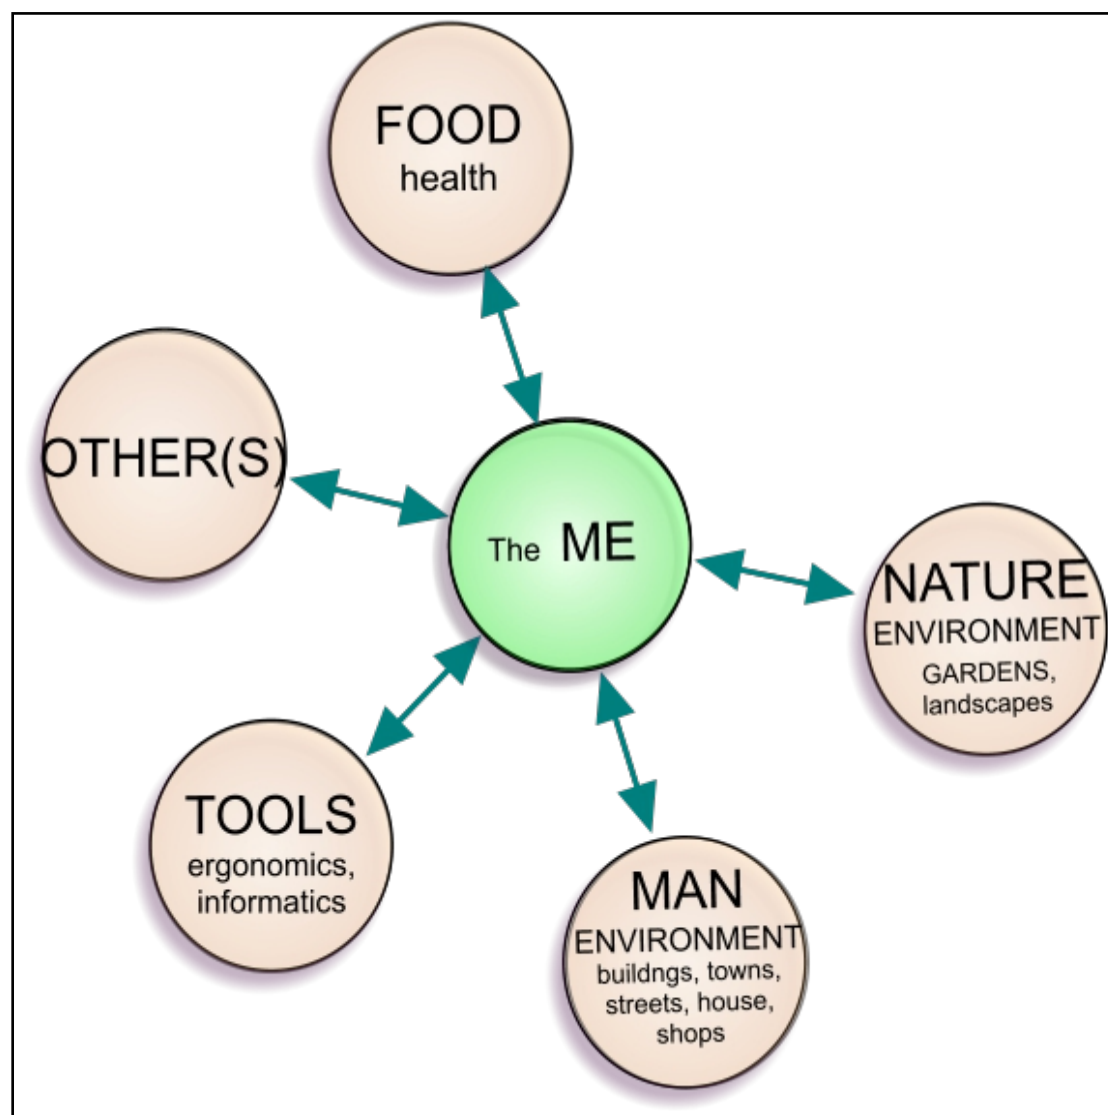 FOOD
health
OTHER(S)
The ME
NATURE
ENVIRONMENT
GARDENS,
landscapes
TOOLS
ergonomics,
informatics
MAN
ENVIRONMENT
buildngs, towns,
streets, house,
shops